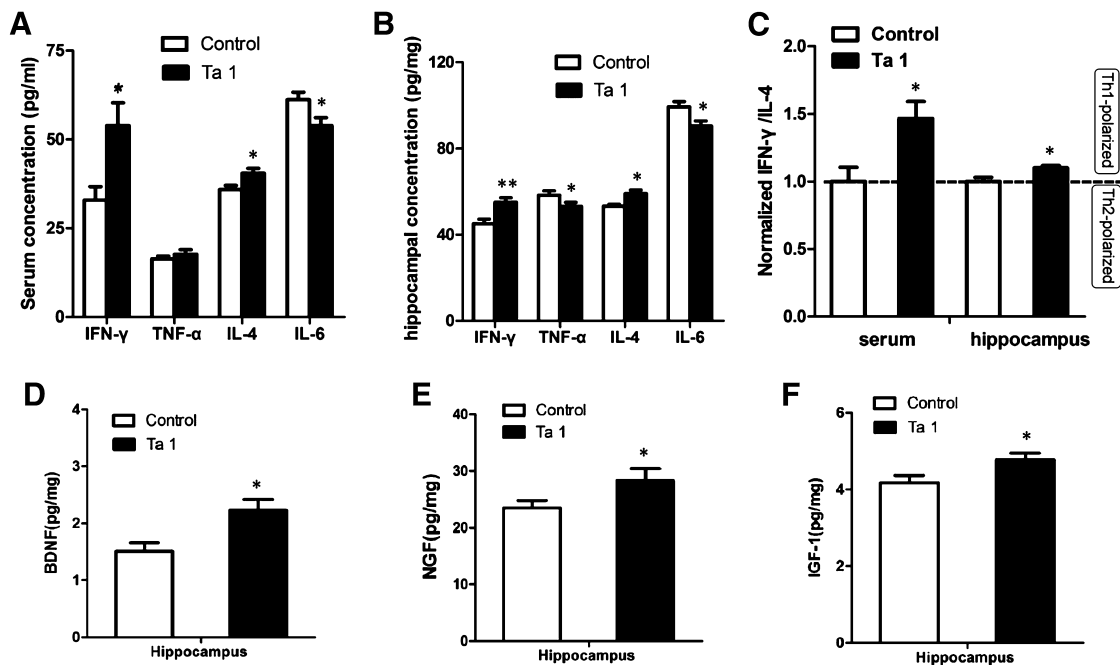 A
Serum concentration (pg/ml)
75
50
25
0
Control
Ta 1
*
*
*
IFN-γ TNF-α IL-4 IL-6
B
hippocampal concentration (pg/mg)
120
80
40
0
Control
Ta 1
**
*
*
*
IFN-γ TNF-α IL-4 IL-6
C
Normalized IFN-γ /IL-4
2.0
1.5
1.0
0.5
0.0
Control
Ta 1
*
*
serum hippocampus
Th1-polarized
Th2-polarized
D
BDNF(pg/mg)
4
3
2
1
0
Control
Ta 1
*
Hippocampus
E
NGF(pg/mg)
40
30
20
10
0
Control
Ta 1
*
Hippocampus
F
IGF-1(pg/mg)
6
4
2
0
Control
Ta 1
*
Hippocampus